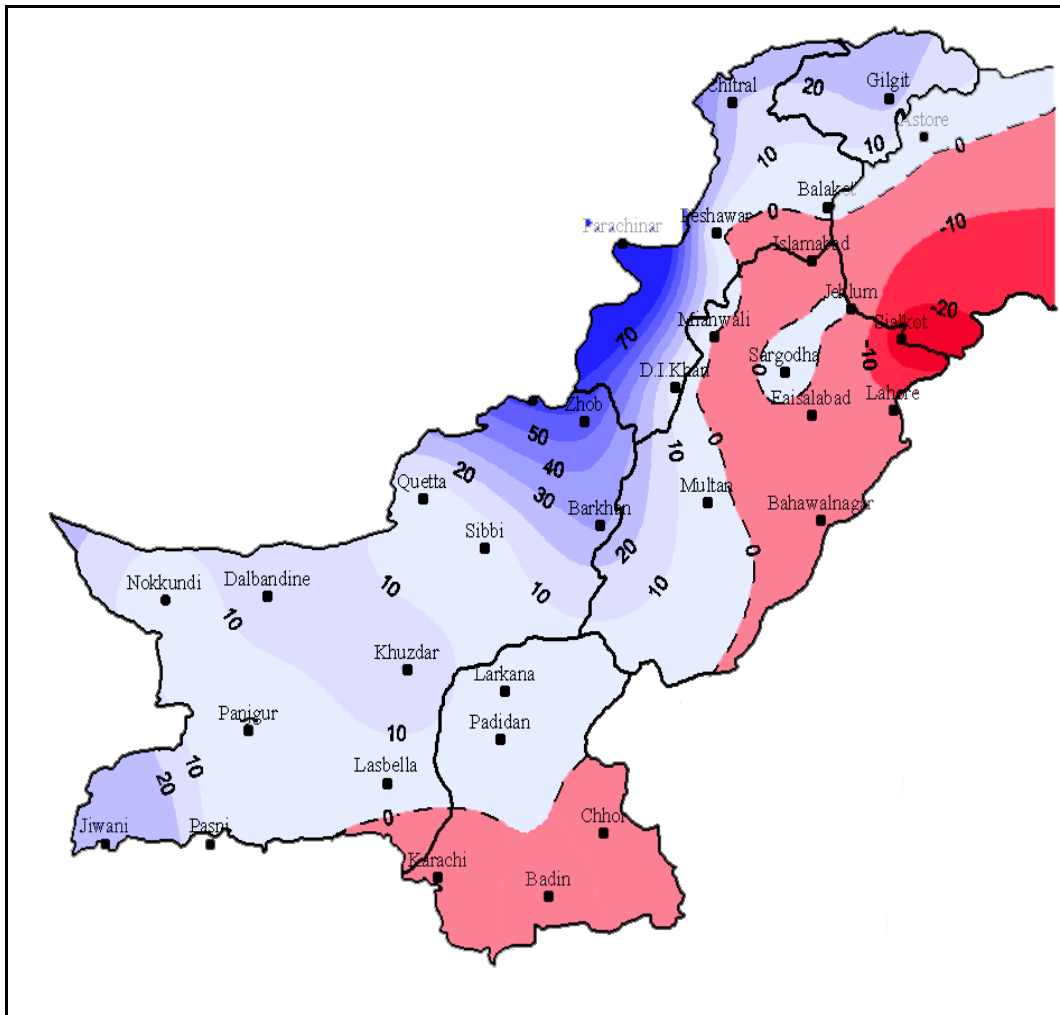 Chitral
20
Gilgit
Astore
10
0
10
Balaket
0
Peshawar
-10
Parachinar
Islamabad
Jehlum
-20
Mianwali
Sialkot
70
-10
Sargodha
0
D.I.Khan
Zhob
Faisalabad
Lahore
50
0
10
40
20
Quetta
30
Multan
Barkhan
Bahawalnagar
Sibbi
20
0
Nokkundi
Dalbandine
10
10
10
10
Khuzdar
Larkana
Panjgur
10
Padidan
10
20
Lasbella
0
Jiwani
Pasni
Chhor
Karachi
Badin